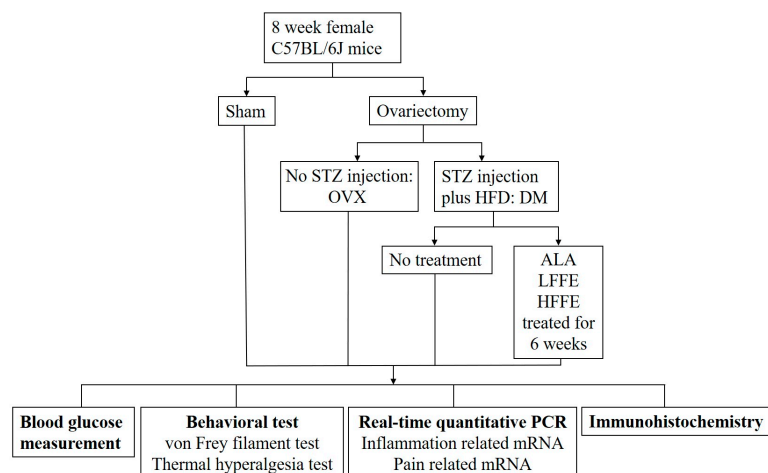 8 week female
C57BL/6J mice
Sham
Ovariectomy
No STZ injection:
OVX
STZ injection
plus HFD: DM
No treatment
ALA
LFFE
HFFE
treated for
6 weeks
Blood glucose
measurement
Behavioral test
von Frey filament test
Thermal hyperalgesia test
Real-time quantitative PCR
Inflammation related mRNA
Pain related mRNA
Immunohistochemistry